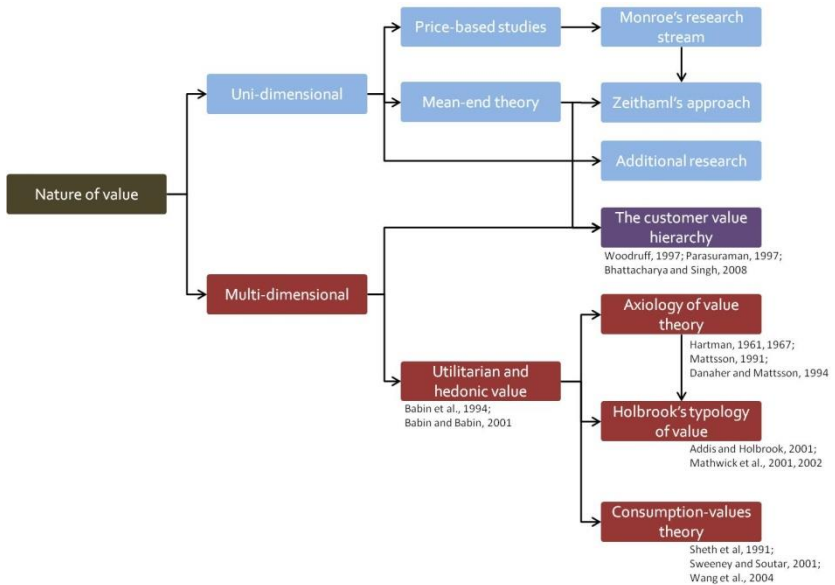 Price-based studies
Monroe's research
stream
Uni-dimensional
Mean-end theory
Zeithaml's approach
Additional research
Nature of value
The customer value
hierarchy
Woodruff, 1997; Parasuraman, 1997;
Bhattacharya and Singh, 2008
Multi-dimensional
Axiology of value
theory
Hartman, 1961, 1967;
Mattsson, 1991;
Danaher and Mattsson, 1994
Utilitarian and
hedonic value
Babin et al., 1994;
Babin and Babin, 2001
Holbrook's typology
of value
Addis and Holbrook, 2001;
Mathwick et al., 2001, 2002
Consumption-values
theory
Sheth et al, 1991;
Sweeney and Soutar, 2001;
Wang et al., 2004